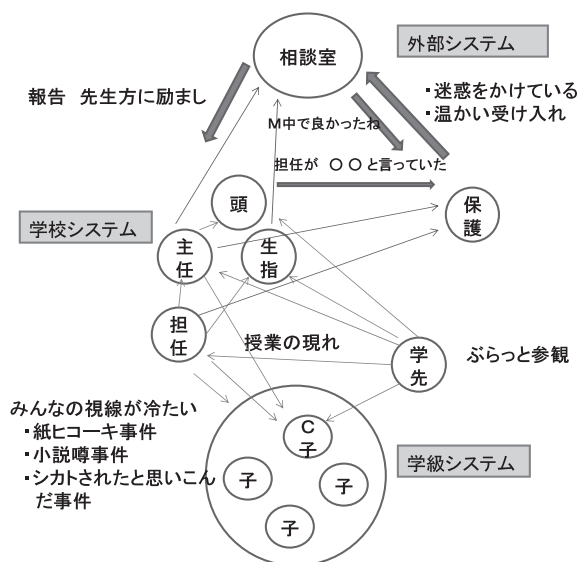 相談室
外部システム
報告　先生方に励まし
・迷惑をかけている
・温かい受け入れ
M中で良かったね
担任が　○○と言っていた
頭
保護
学校システム
主任
生指
担任
授業の現れ
学先
ぶらっと参観
みんなの視線が冷たい
・紙ヒコーキ事件
・小説噂事件
・シカトされたと思いこん
だ事件
C子
子
子
子
学級システム